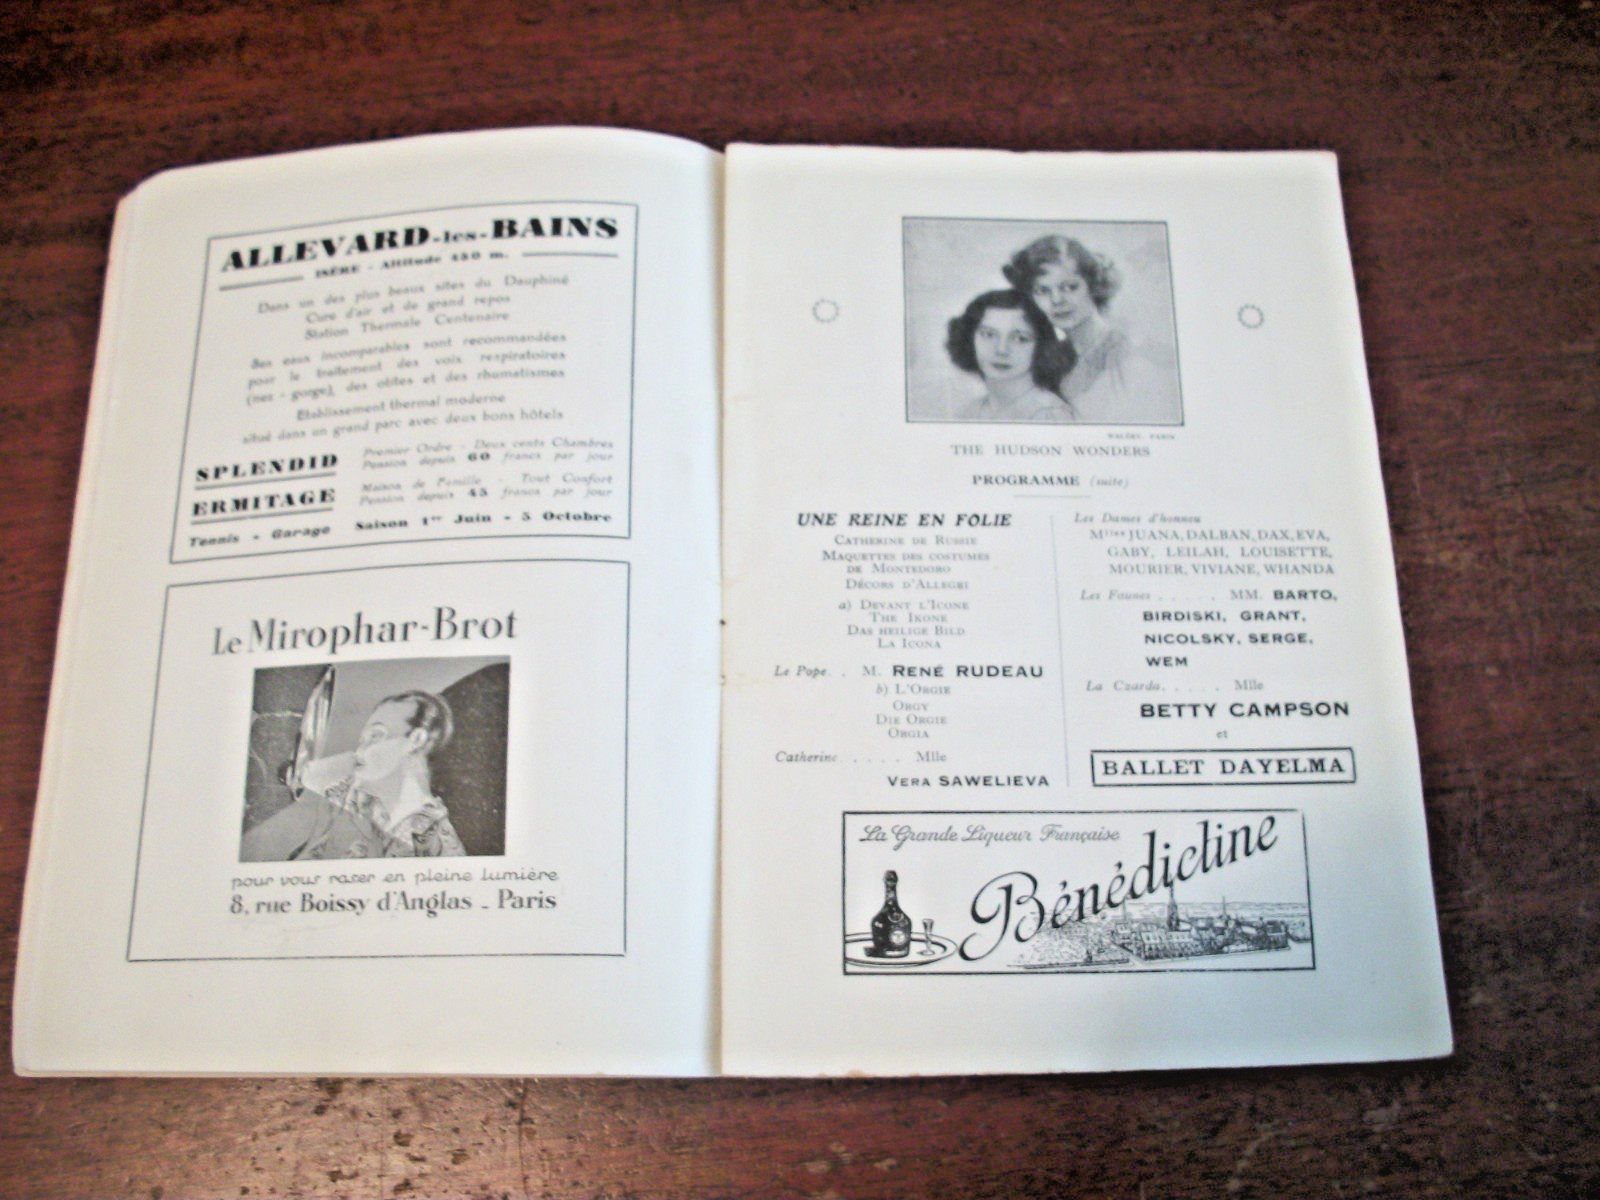 ALLEVARD-les-BAINS
ISÈRE - Altitude 450 m.
Dans un des plus beaux sites du Dauphiné
Cure d'air et de grand repos
Station Thermale Centenaire
Ses eaux incomparables sont recommandées
pour le traitement des voix respiratoires
(nez - gorge), des otites et des rhumatismes
Etablissement thermal moderne
situé dans un grand parc avec deux bons hôtels
SPLENDID
Premier Ordre - Deux cents Chambres
Pension depuis 60 francs par jour
ERMITAGE
Maison de Famille - Tout Confort
Pension depuis 45 francs par jour
Tennis - Garage Saison 1er Juin - 5 Octobre
Le Mirophar-Brot
pour vous raser en pleine lumière
8, rue Boissy d'Anglas - Paris
WALERY, PARIS
THE HUDSON WONDERS
PROGRAMME (suite)
UNE REINE EN FOLIE
CATHERINE DE RUSSIE
MAQUETTES DES COSTUMES
DE MONTEDORO
DÉCORS D'ALLEGRI
a) DEVANT L'ICONE
THE IKONE
DAS HEILIGE BILD
LA ICONA
Le Pope . . M. RENÉ RUDEAU
b) L'ORGIE
ORGY
DIE ORGIE
ORGIA
Catherine . . . . . Mlle
VERA SAWELIEVA
Les Dames d'honneu
Mlles JUANA, DALBAN, DAX, EVA,
GABY, LEILAH, LOUISETTE,
MOURIER, VIVIANE, WHANDA
Les Faunes . . . . . MM. BARTO,
BIRDISKI, GRANT,
NICOLSKY, SERGE,
WEM
La Czarda. . . . . Mlle
BETTY CAMPSON
et
BALLET DAYELMA
La Grande Liqueur Française
Bénédictine